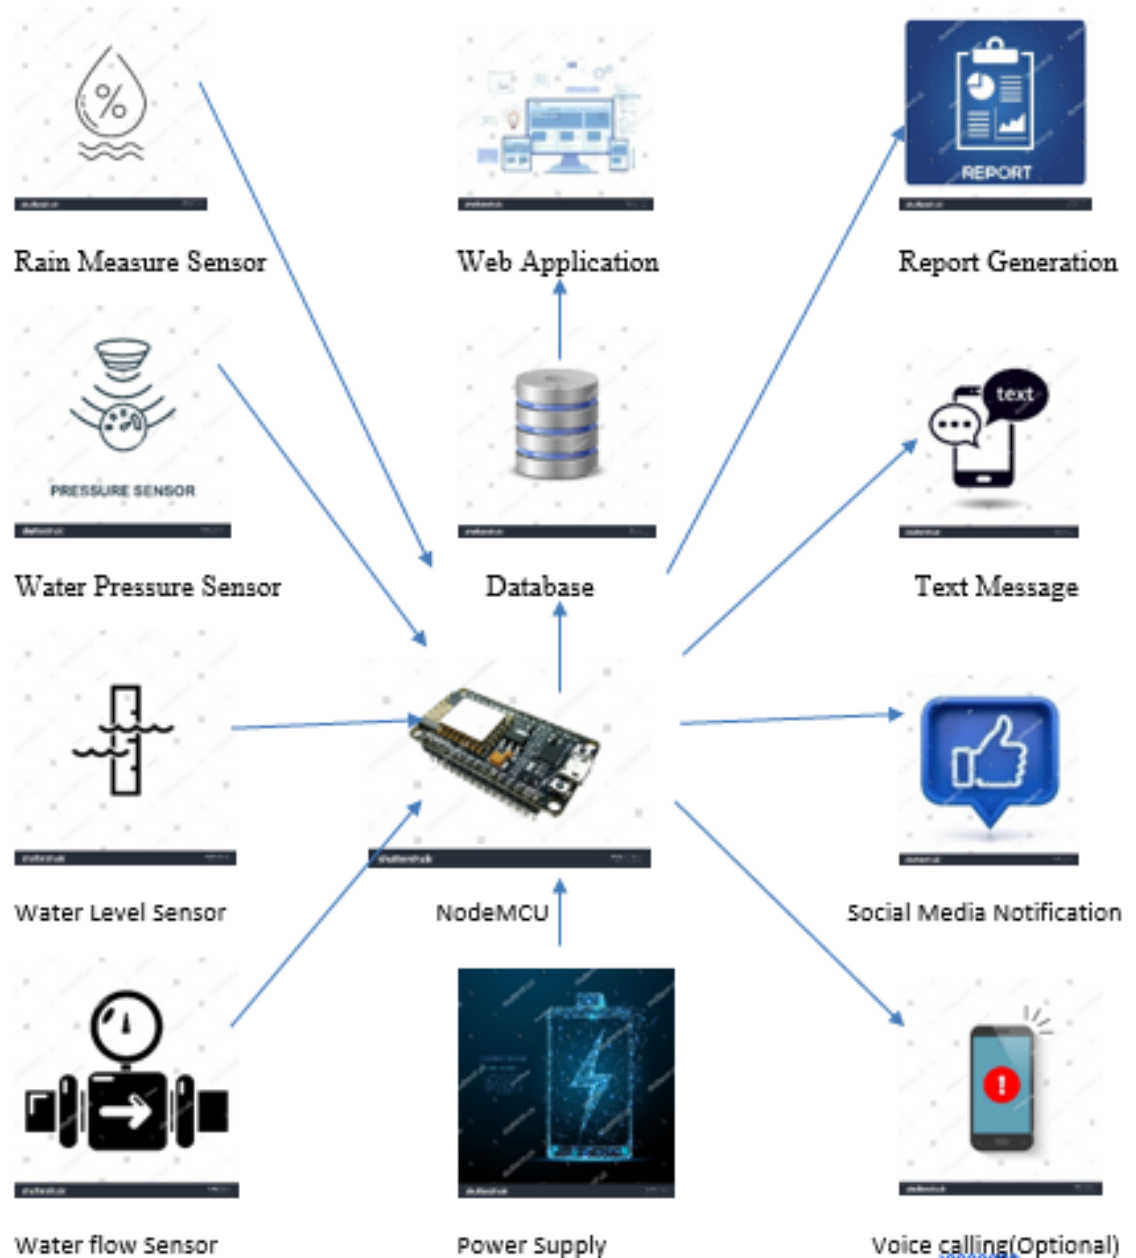 %
REPORT
Rain Measure Sensor
Web Application
Report Generation
text
PRESSURE SENSOR
Water Pressure Sensor
Database
Text Message
Water Level Sensor
NodeMCU
Social Media Notification
!
Water flow Sensor
Power Supply
Voice calling(Optional)